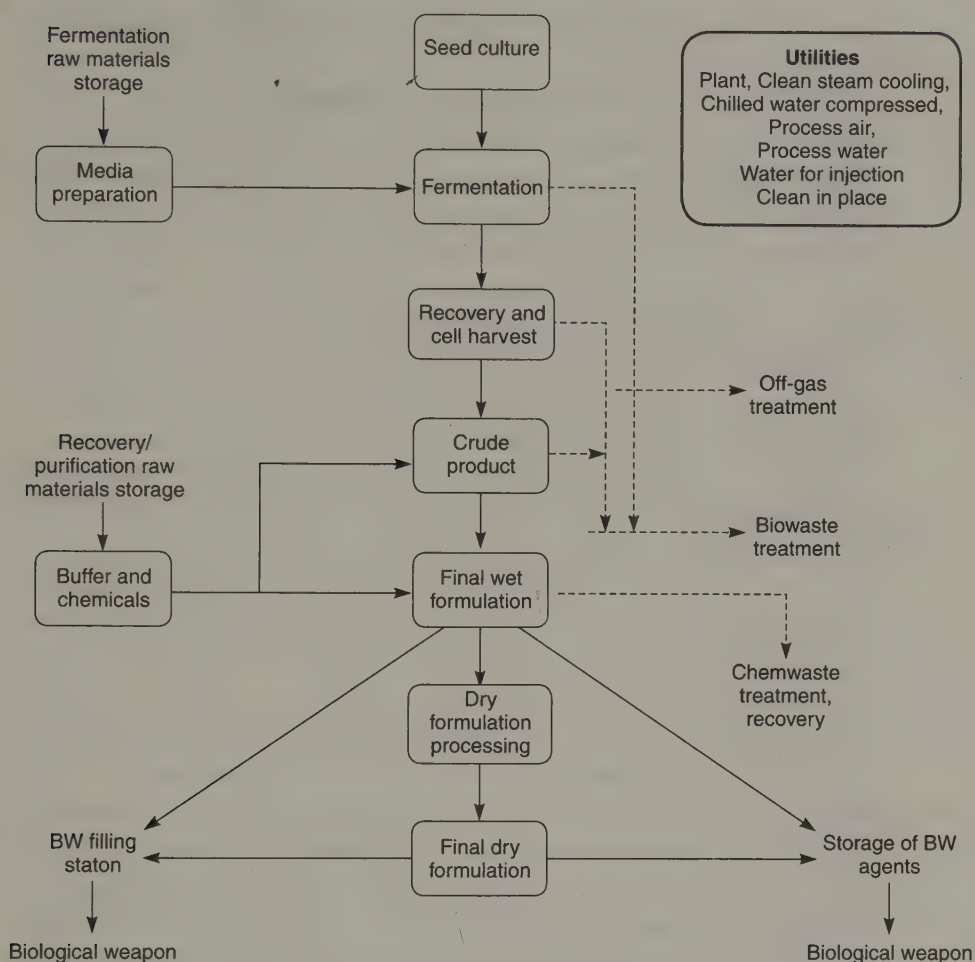 Fermentation
raw materials
storage
Seed culture
Utilities
Plant, Clean steam cooling,
Chilled water compressed,
Process air,
Process water
Water for injection
Clean in place
Media
preparation
Fermentation
Recovery and
cell harvest
Off-gas
treatment
Recovery/
purification raw
materials storage
Crude
product
Biowaste
treatment
Buffer and
chemicals
Final wet
formulation
Chemwaste
treatment,
recovery
Dry
formulation
processing
BW filling
staton
Final dry
formulation
Storage of BW
agents
Biological weapon
Biological weapon